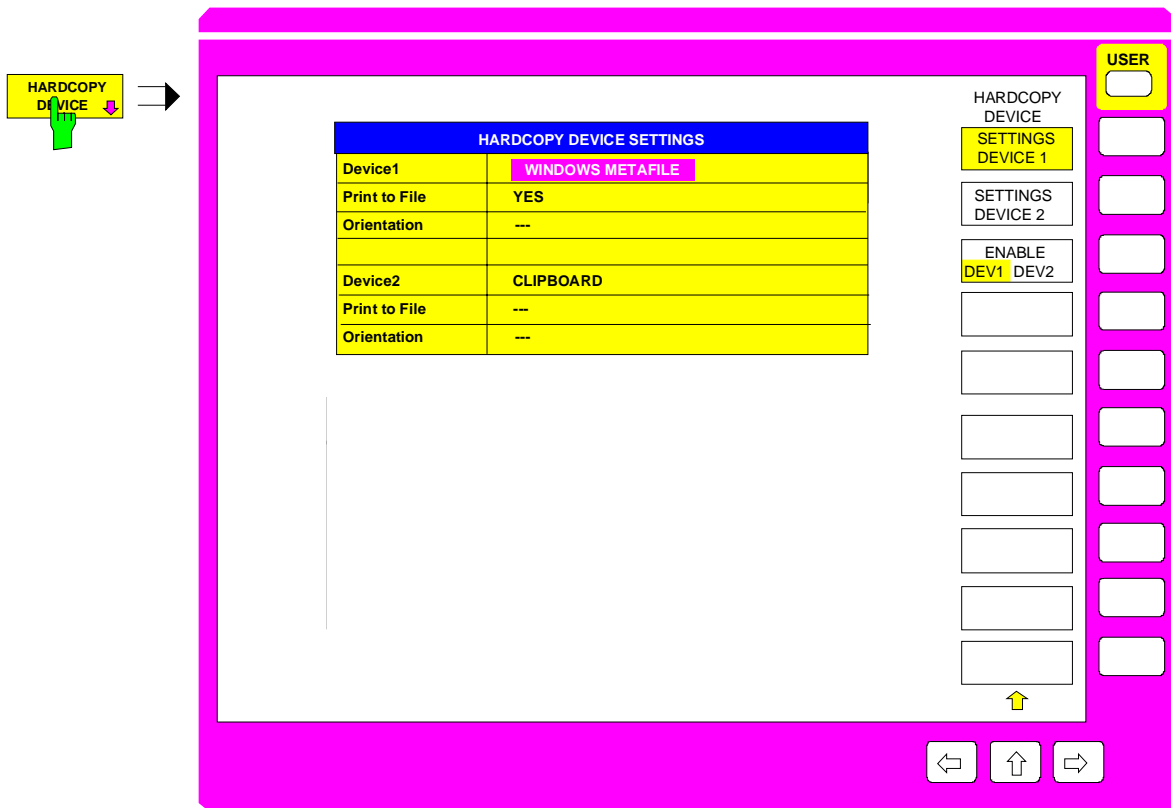 HARDCOPY
DEVICE
USER
HARDCOPY
DEVICE
SETTINGS
DEVICE 1
SETTINGS
DEVICE 2
ENABLE
DEV1 DEV2
HARDCOPY DEVICE SETTINGS
Device1 WINDOWS METAFILE
Print to File YES
Orientation ---
Device2 CLIPBOARD
Print to File ---
Orientation ---